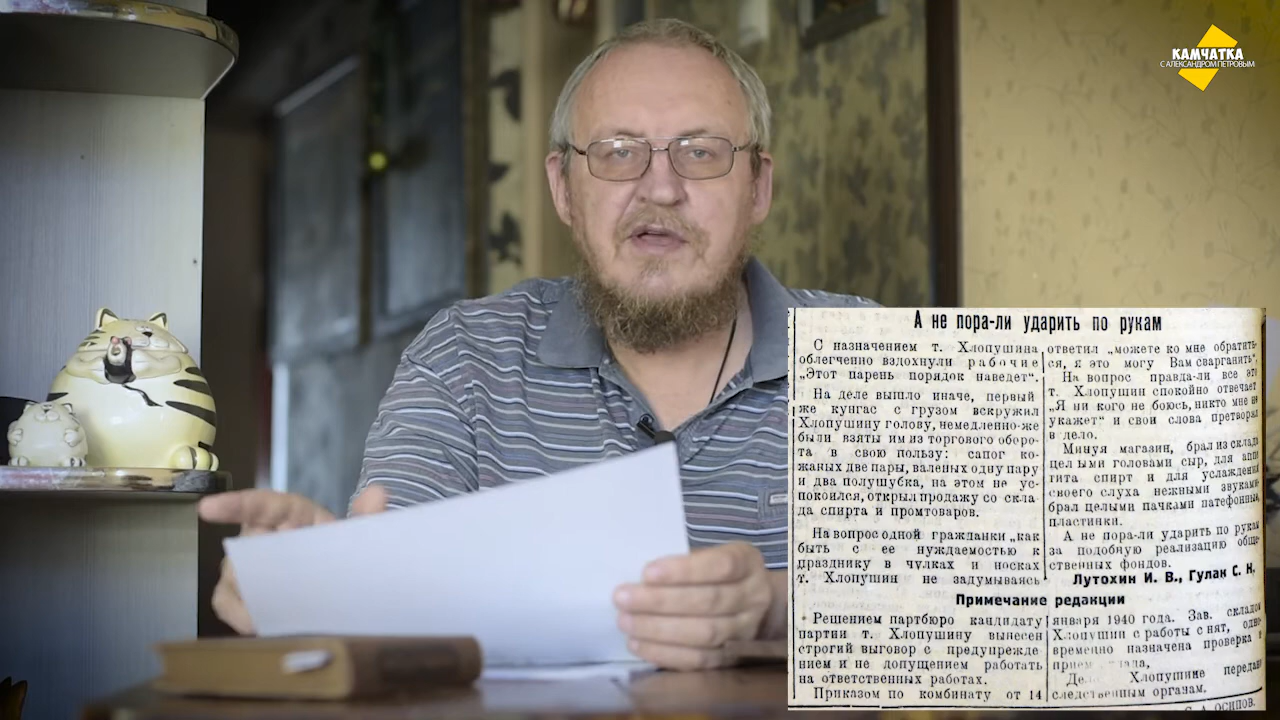 КАМЧАТКА
С АЛЕКСАНДРОМ ПЕТРОВЫМ
А не пора-ли ударить по рукам
С назначением т. Хлопушина
облегченно вздохнули рабочие
„Этот парень порядок наведет".
На деле вышло иначе, первый
же кунгас с грузом вскружил
Хлопушину голову, немедленно-же
были взяты им из торгового оборо-
та в свою пользу: сапог ко-
жаных две пары, валеных одну пару
и два полушубка, на этом не ус-
покоился, открыл продажу со скла-
да спирта и промтоваров.
На вопрос одной гражданки „как
быть с ее нуждаемостью к
празднику в чулках и носках
т. Хлопушин не задумываясь
ответил „можете ко мне обратить-
ся, я это могу Вам сварганить".
На вопрос правда-ли все это
т. Хлопушин спокойно отвечает
„Я ни кого не боюсь, никто мне не
укажет" и свои слова претворял
в дело.
Минуя магазин, брал из склада
целыми головами сыр, для аппе
тита спирт и для услаждения
своего слуха нежными звуками
брал целыми пачками патефонные
пластинки.
А не пора-ли ударить по рукам
за подобную реализацию обще-
ственных фондов.
Лутохин И. В., Гулак С. Н.
Примечание редакции
Решением партбюро кандидату
партии т. Хлопушину вынесен
строгий выговор с предупрежде-
нием и не допущением работать
на ответственных работах.
Приказом по комбинату от 14
января 1940 года. Зав. складом
Хлопушин с работы снят, одно-
временно назначена проверка и
прием
Хлопушине передано
следственным органам.
ОСИПОВ.